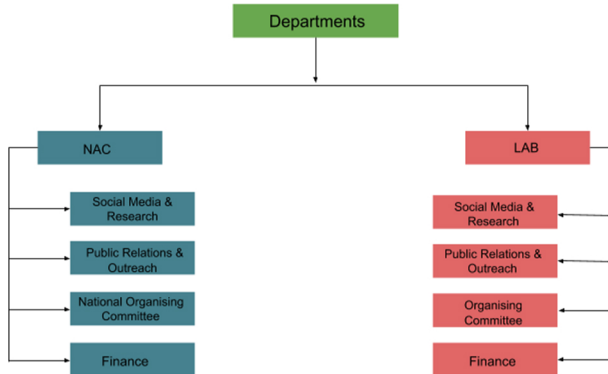 Departments
NAC
Social Media &
Research
Public Relations &
Outreach
National Organising
Committee
Finance
LAB
Social Media &
Research
Public Relations &
Outreach
Organising
Committee
Finance